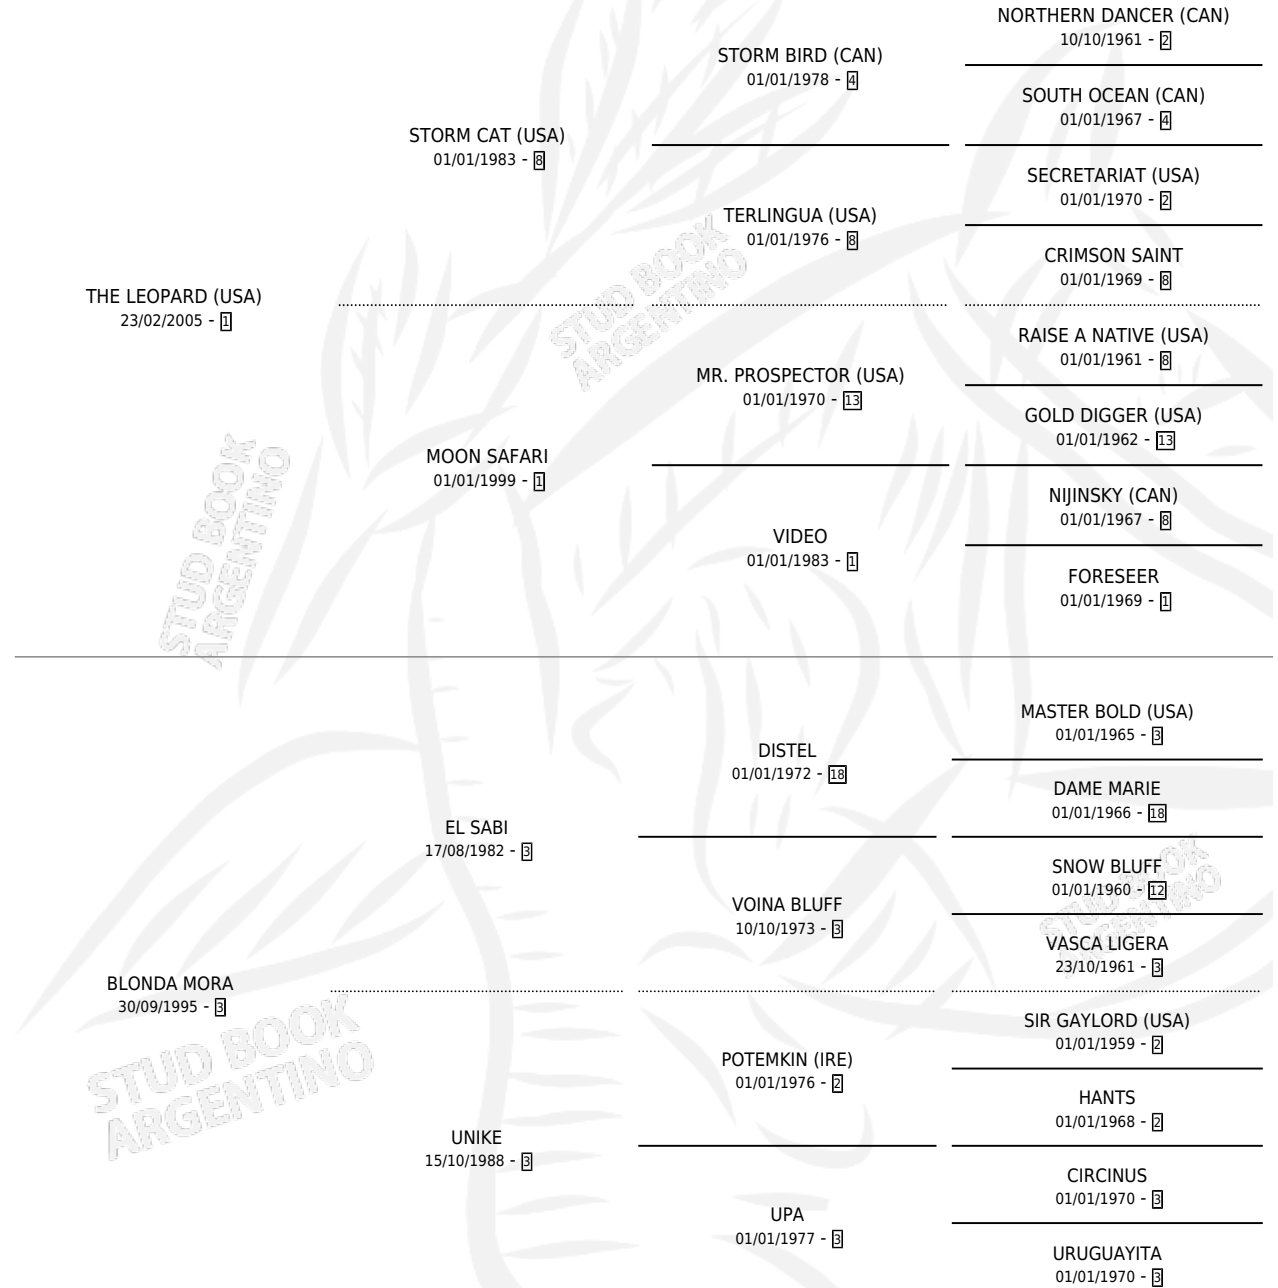 NORTHERN DANCER (CAN)
10/10/1961 - 2
STORM BIRD (CAN)
01/01/1978 - 4
SOUTH OCEAN (CAN)
01/01/1967 - 4
STORM CAT (USA)
01/01/1983 - 8
SECRETARIAT (USA)
01/01/1970 - 2
TERLINGUA (USA)
01/01/1976 - 8
CRIMSON SAINT
01/01/1969 - 8
THE LEOPARD (USA)
23/02/2005 - 1
STUD BOOK
ARGENTINO
RAISE A NATIVE (USA)
01/01/1961 - 8
MR. PROSPECTOR (USA)
01/01/1970 - 13
GOLD DIGGER (USA)
01/01/1962 - 13
MOON SAFARI
01/01/1999 - 1
NIJINSKY (CAN)
01/01/1967 - 8
VIDEO
01/01/1983 - 1
FORESEER
01/01/1969 - 1
STUD BOOK
ARGENTINO
MASTER BOLD (USA)
01/01/1965 - 3
DISTEL
01/01/1972 - 18
DAME MARIE
01/01/1966 - 18
EL SABI
17/08/1982 - 3
SNOW BLUFF
01/01/1960 - 12
VOINA BLUFF
10/10/1973 - 3
VASCA LIGERA
23/10/1961 - 3
STUD BOOK
ARGENTINO
BLONDA MORA
30/09/1995 - 3
SIR GAYLORD (USA)
01/01/1959 - 2
POTEMKIN (IRE)
01/01/1976 - 2
HANTS
01/01/1968 - 2
STUD BOOK
ARGENTINO
UNIKE
15/10/1988 - 3
CIRCINUS
01/01/1970 - 3
UPA
01/01/1977 - 3
URUGUAYITA
01/01/1970 - 3